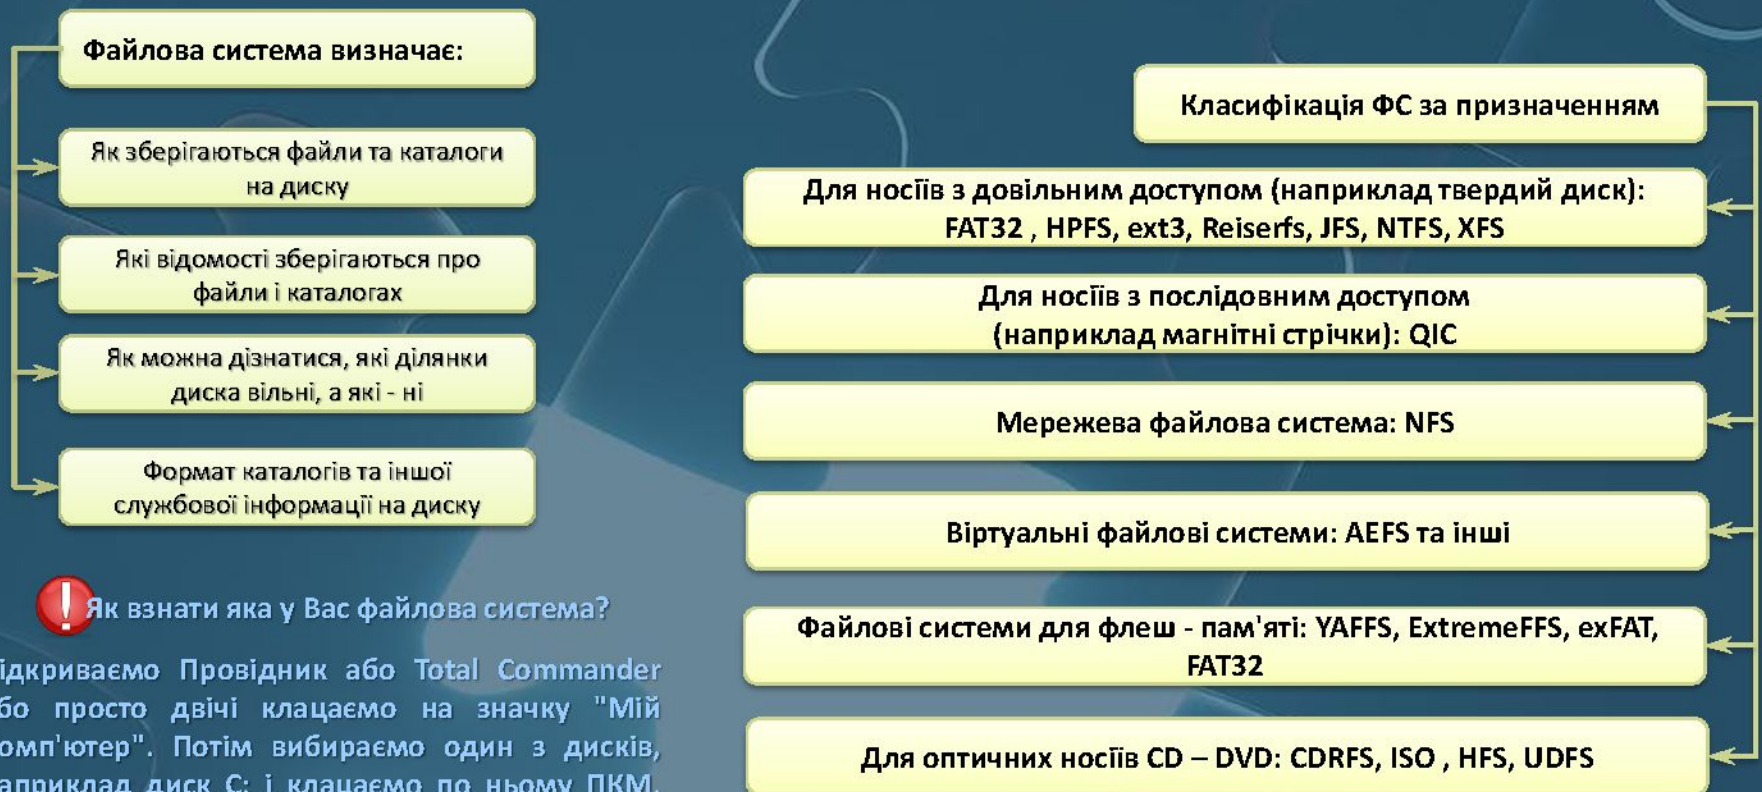 Файлова система визначає:
Як зберігаються файли та каталоги
на диску
Які відомості зберігаються про
файли і каталогах
Як можна дізнатися, які ділянки
диска вільні, а які - ні
Формат каталогів та іншої
службової інформації на диску
Як взнати яка у Вас файлова система?
ідкриваємо Провідник або Total Commander
бо просто двічі клацаємо на значку "Мій
омп'ютер". Потім вибираємо один з дисків,
априклад диск С: і клацаємо по ньому ПКМ.
Класифікація ФС за призначенням
Для носіїв з довільним доступом (наприклад твердий диск):
FAT32 , HPFS, ext3, Reiserfs, JFS, NTFS, XFS
Для носіїв з послідовним доступом
(наприклад магнітні стрічки): QIC
Мережева файлова система: NFS
Віртуальні файлові системи: AEFS та інші
Файлові системи для флеш - пам'яті: YAFFS, ExtremeFFS, exFAT,
FAT32
Для оптичних носіїв CD – DVD: CDRFS, ISO , HFS, UDFS